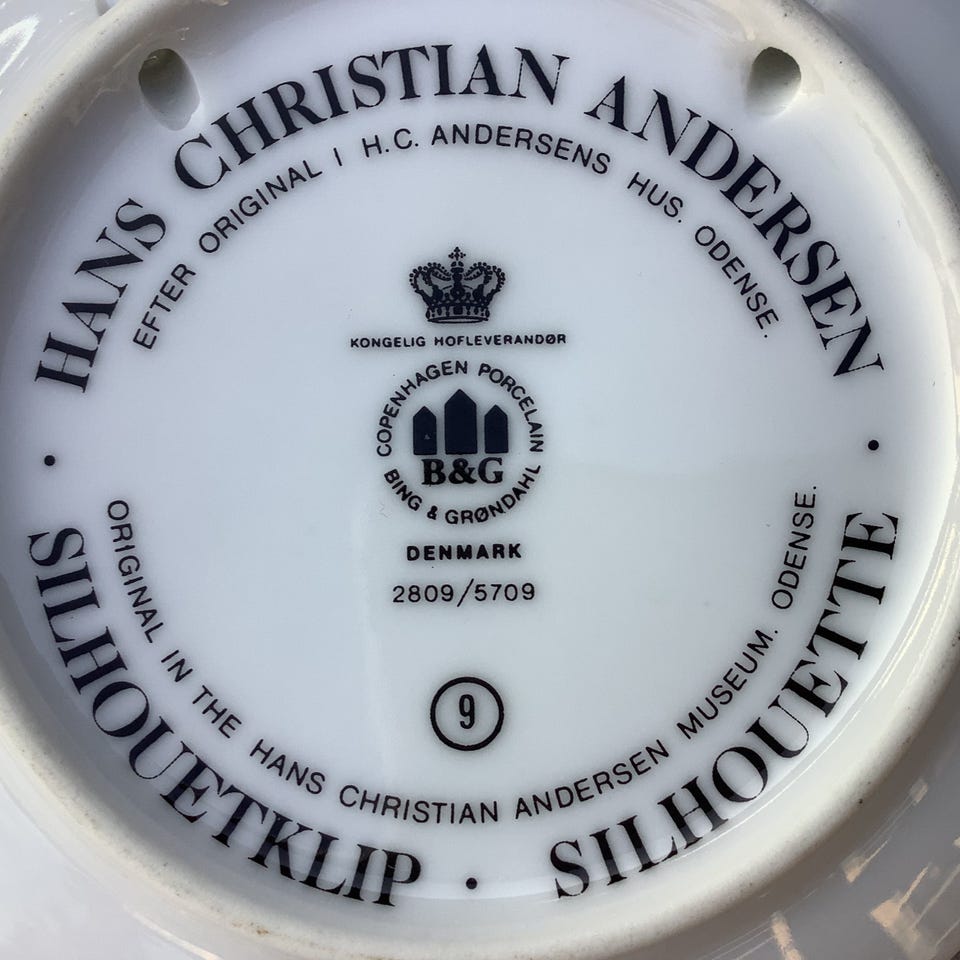 HANS CHRISTIAN ANDERSEN
EFTER ORIGINAL I H.C. ANDERSENS HUS. ODENSE.
KONGELIG HOFLEVERANDØR
COPENHAGEN PORCELAIN
B&G
BING & GRØNDAHL
DENMARK
2809/5709
9
ORIGINAL IN THE HANS CHRISTIAN ANDERSEN MUSEUM. ODENSE.
SILHOUETKLIP · SILHOUETTE